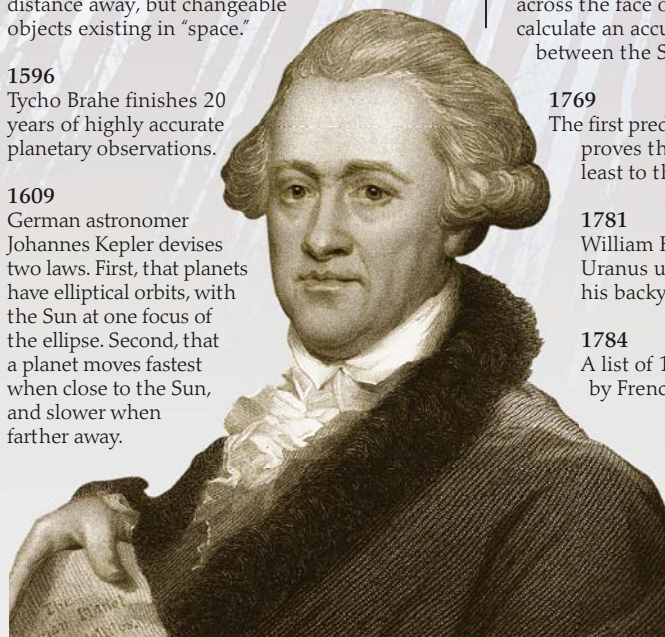 distance away, but changeable
objects existing in “space.”
1596
Tycho Brahe finishes 20
years of highly accurate
planetary observations.
1609
German astronomer
Johannes Kepler devises
two laws. First, that planets
have elliptical orbits, with
the Sun at one focus of
the ellipse. Second, that
a planet moves fastest
when close to the Sun,
and slower when
farther away.
across the face o
calculate an accu
between the S
1769
The first pred
proves th
least to th
1781
William H
Uranus u
his backy
1784
A list of 1
by Frenc
The
Planet